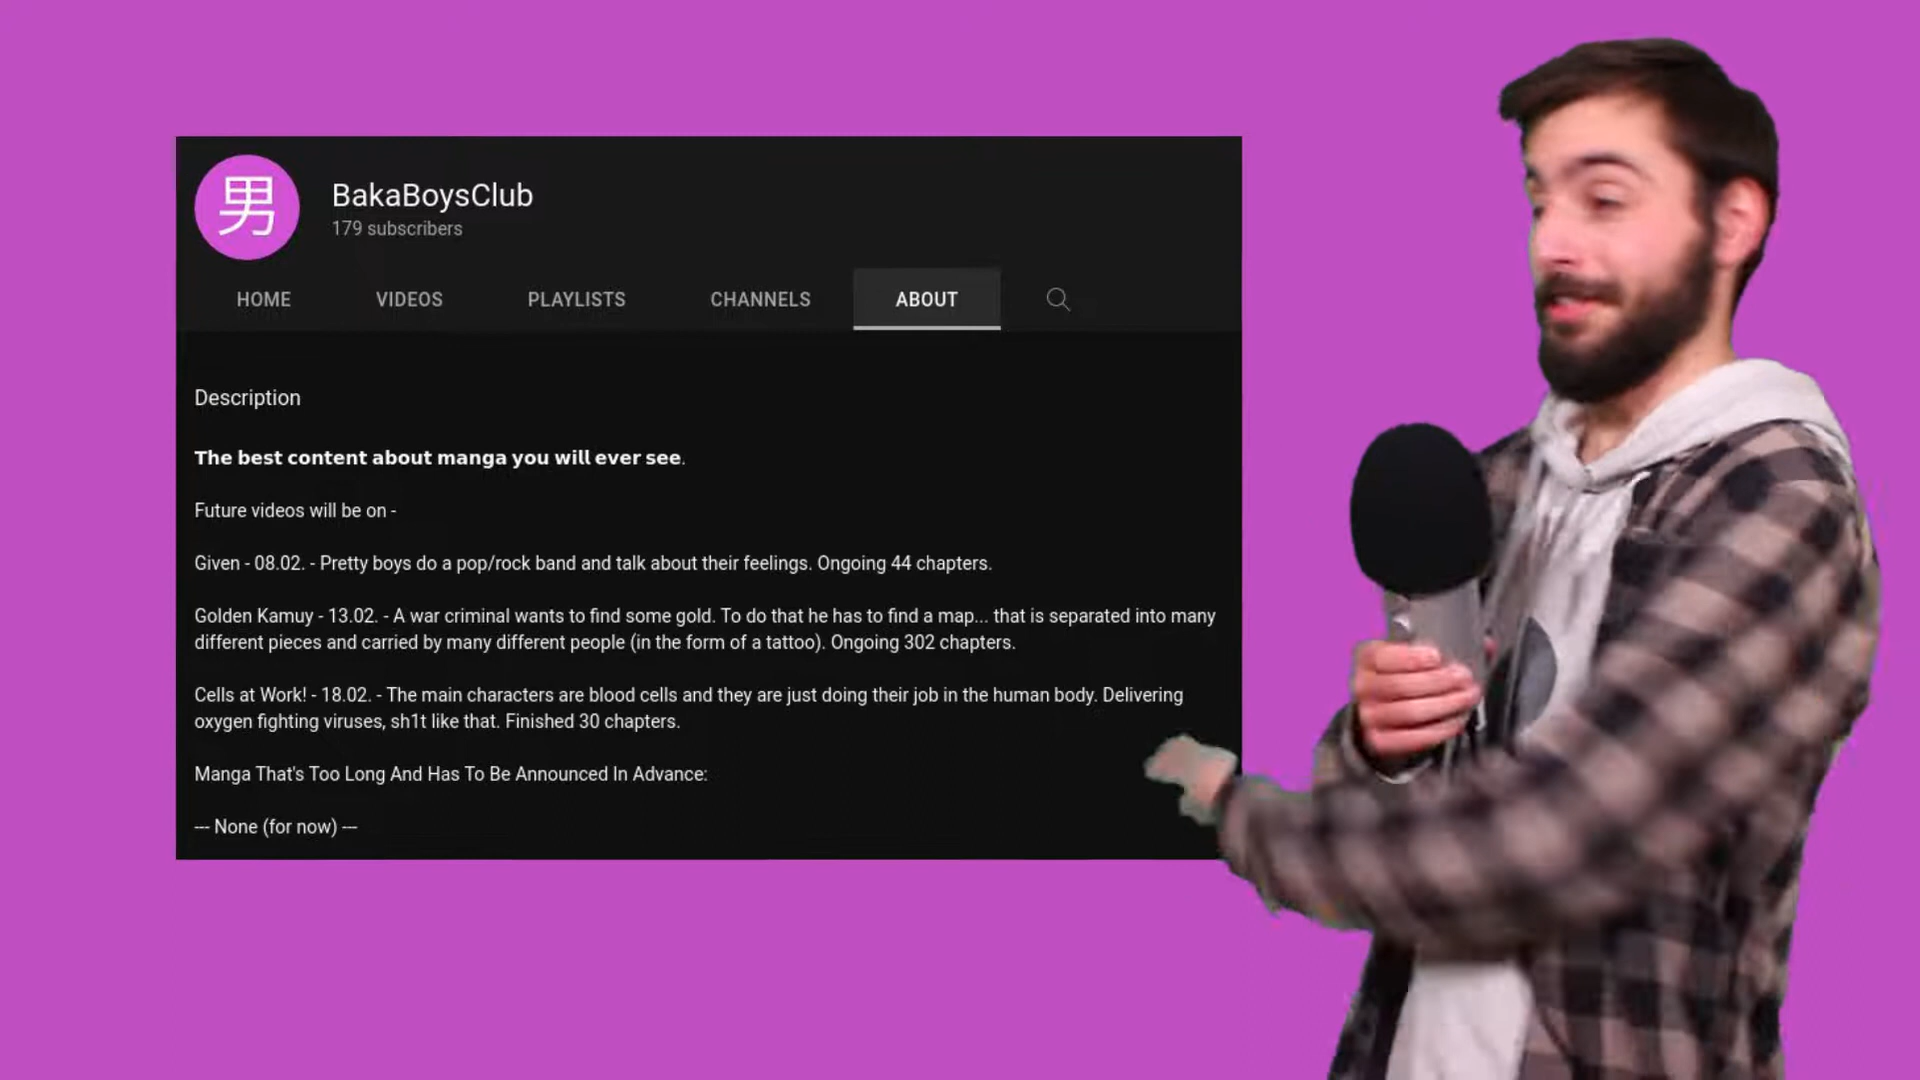 男
BakaBoysClub
179 subscribers
HOME VIDEOS PLAYLISTS CHANNELS ABOUT
Description
The best content about manga you will ever see.
Future videos will be on -
Given - 08.02. - Pretty boys do a pop/rock band and talk about their feelings. Ongoing 44 chapters.
Golden Kamuy - 13.02. - A war criminal wants to find some gold. To do that he has to find a map... that is separated into many
different pieces and carried by many different people (in the form of a tattoo). Ongoing 302 chapters.
Cells at Work! - 18.02. - The main characters are blood cells and they are just doing their job in the human body. Delivering
oxygen fighting viruses, sh1t like that. Finished 30 chapters.
Manga That's Too Long And Has To Be Announced In Advance:
--- None (for now) ---